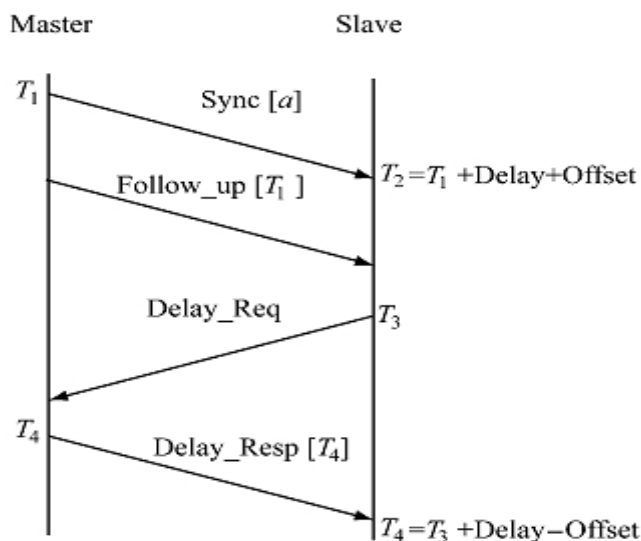 Master
Slave
T₁
Sync [a]
T₂=T₁ +Delay+Offset
Follow_up [T₁ ]
Delay_Req
T₃
T₄
Delay_Resp [T₄]
T₄=T₃ +Delay−Offset